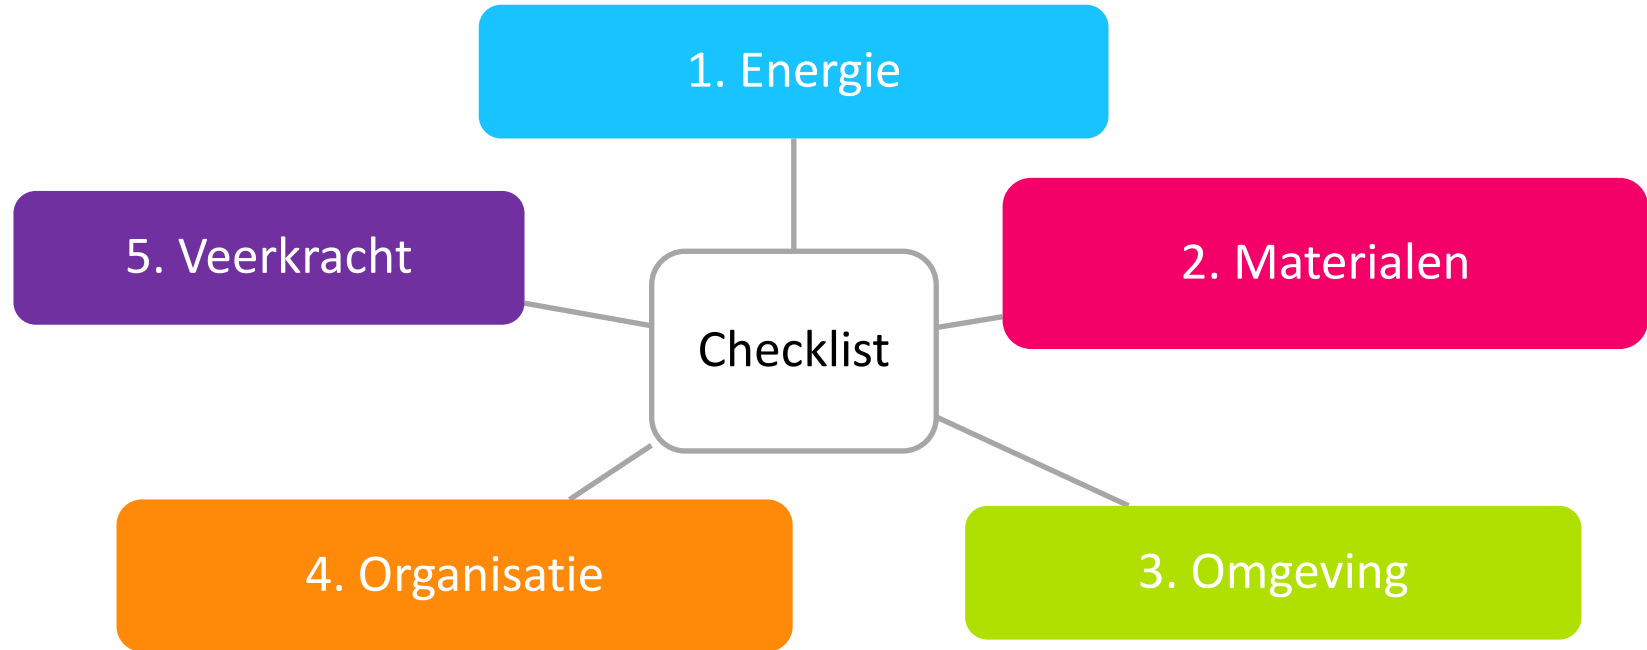 1. Energie
2. Materialen
3. Omgeving
4. Organisatie
5. Veerkracht
Checklist